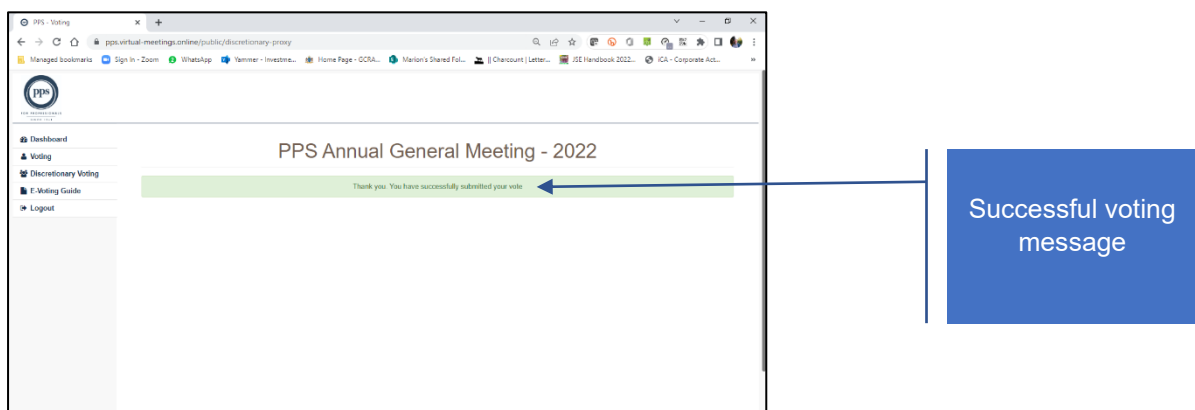 PPS - Voting
pps.virtual-meetings.online/public/discretionary-proxy
Managed bookmarks
Sign In - Zoom
WhatsApp
Yammer - Investme...
Home Page - GCRA...
Marion's Shared Fol...
|| Charcount | Letter...
JSE Handbook 2022...
ICA - Corporate Act...
pps
FOR PROFESSIONALS
Dashboard
Voting
Discretionary Voting
E-Voting Guide
Logout
PPS Annual General Meeting - 2022
Thank you. You have successfully submitted your vote
Successful voting
message